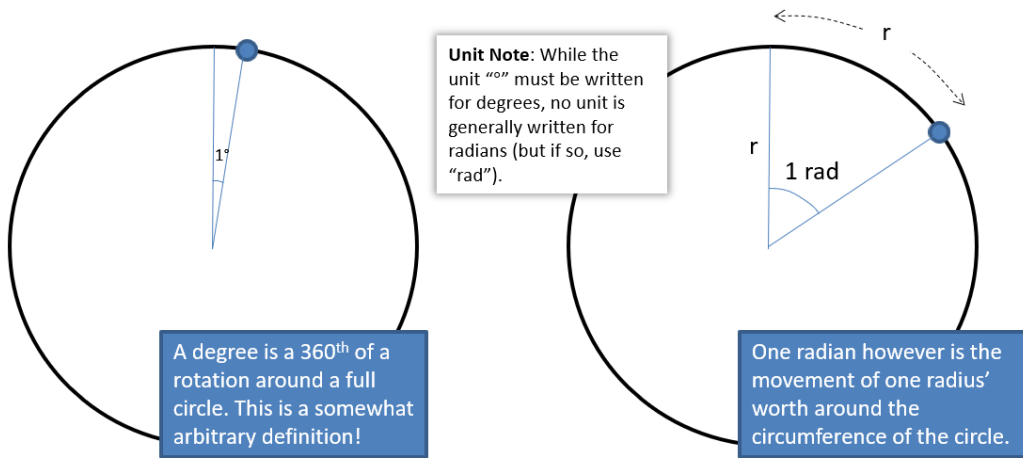 1°
A degree is a 360th of a
rotation around a full
circle. This is a somewhat
arbitrary definition!
Unit Note: While the
unit “°” must be written
for degrees, no unit is
generally written for
radians (but if so, use
“rad”).
r
r
1 rad
One radian however is the
movement of one radius’
worth around the
circumference of the circle.